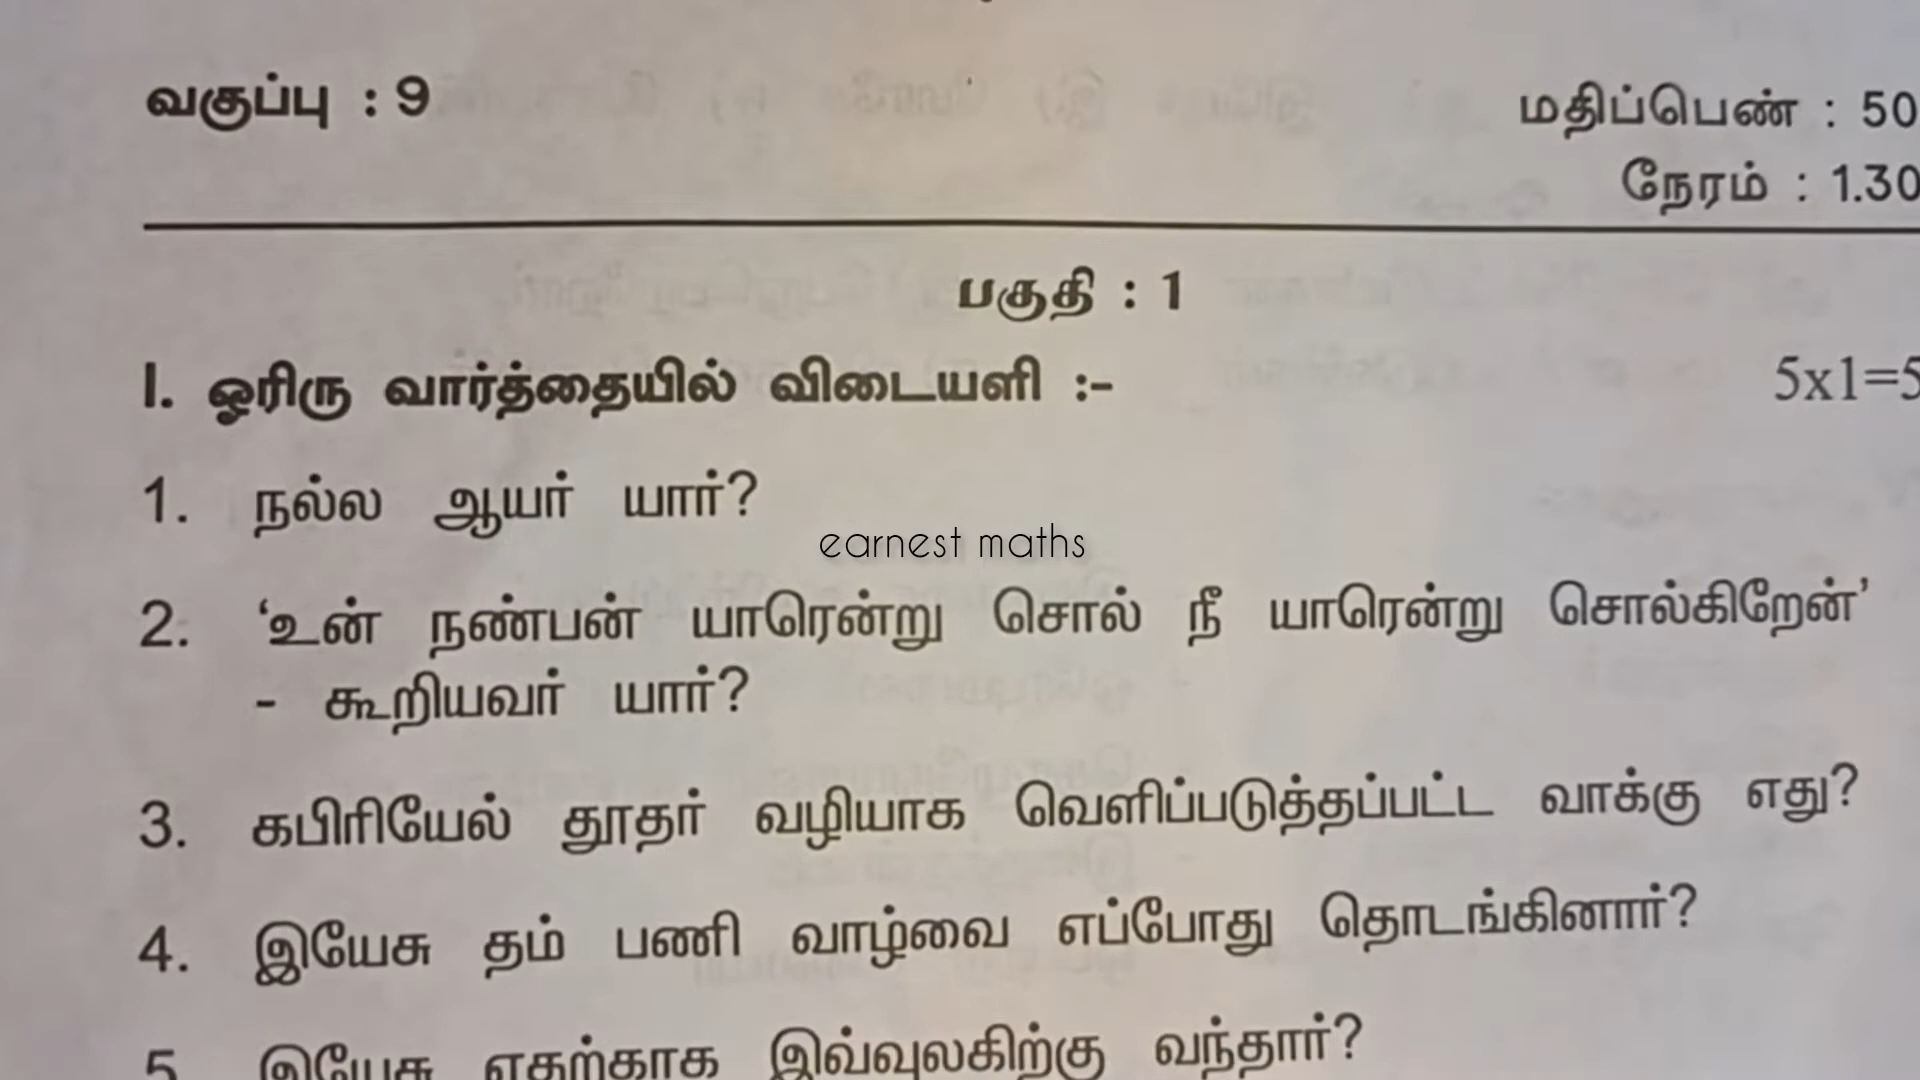 வகுப்பு : 9
மதிப்பெண் : 50
நேரம் : 1.30
பகுதி : 1
I. ஓரிரு வார்த்தையில் விடையளி :-
5x1=5
1. நல்ல ஆயர் யார்?
earnest maths
2. ‘உன் நண்பன் யாரென்று சொல் நீ யாரென்று சொல்கிறேன்’
- கூறியவர் யார்?
3. கபிரியேல் தூதர் வழியாக வெளிப்படுத்தப்பட்ட வாக்கு எது?
4. இயேசு தம் பணி வாழ்வை எப்போது தொடங்கினார்?
5. இயேசு எதற்காக இவ்வுலகிற்கு வந்தார்?